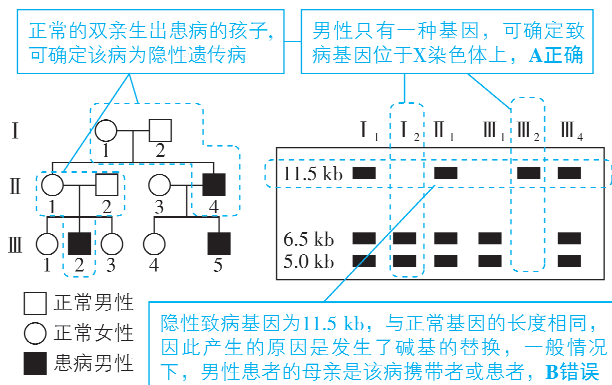 正常的双亲生出患病的孩子,
可确定该病为隐性遗传病
男性只有一种基因，可确定致
病基因位于X染色体上，A正确
Ⅰ
1 2
Ⅱ
1 2 3 4
Ⅲ
1 2 3 4 5
正常男性
正常女性
患病男性
Ⅰ1 Ⅰ2 Ⅱ1 Ⅲ1 Ⅲ2 Ⅲ4
11.5 kb
6.5 kb
5.0 kb
隐性致病基因为11.5 kb，与正常基因的长度相同，
因此产生的原因是发生了碱基的替换，一般情况
下，男性患者的母亲是该病携带者或患者，B错误